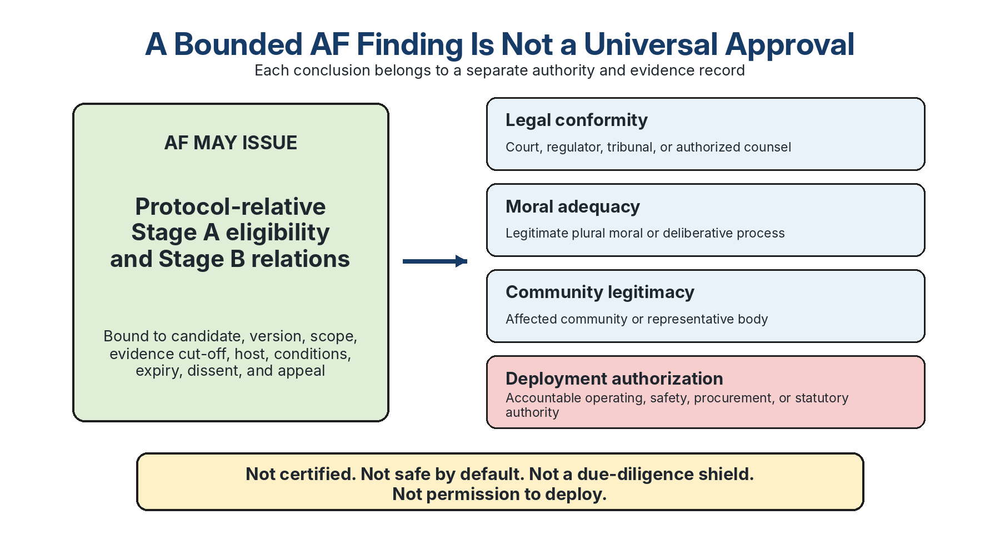 A Bounded AF Finding Is Not a Universal Approval
Each conclusion belongs to a separate authority and evidence record
AF MAY ISSUE
Protocol-relative
Stage A eligibility
and Stage B relations
Bound to candidate, version, scope,
evidence cut-off, host, conditions,
expiry, dissent, and appeal
Legal conformity
Court, regulator, tribunal, or authorized counsel
Moral adequacy
Legitimate plural moral or deliberative process
Community legitimacy
Affected community or representative body
Deployment authorization
Accountable operating, safety, procurement, or statutory
authority
Not certified. Not safe by default. Not a due-diligence shield.
Not permission to deploy.